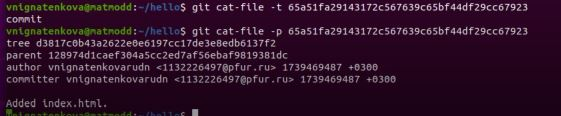 vnignatenkova@matmodd:~/hello$ git cat-file -t 65a51fa29143172c567639c65bf44df29cc67923
commit
vnignatenkova@matmodd:~/hello$ git cat-file -p 65a51fa29143172c567639c65bf44df29cc67923
tree d3817c0b43a2622e0e6197cc17de3e8edb6137f2
parent 128974d1caef304a5cc2ed7af56ebaf9819381dc
author vnignatenkovarudn <1132226497@pfur.ru> 1739469487 +0300
committer vnignatenkovarudn <1132226497@pfur.ru> 1739469487 +0300
Added index.html.
vnignatenkova@matmodd:~/hello$